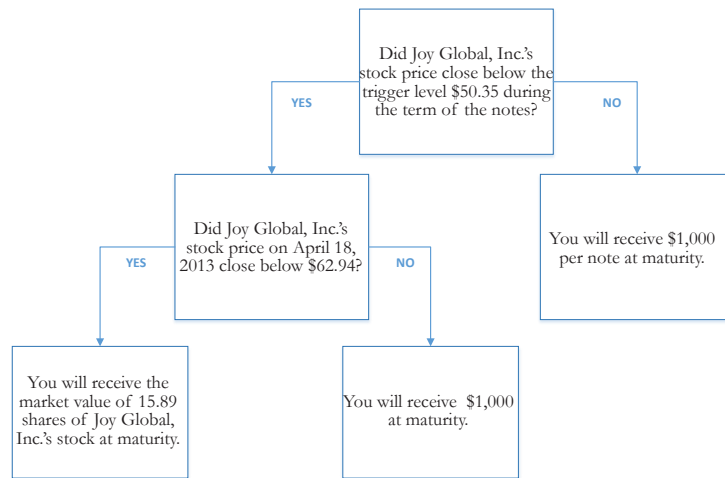 Did Joy Global, Inc.'s
stock price close below the
trigger level $50.35 during
the term of the notes?
YES
NO
Did Joy Global, Inc.'s
stock price on April 18,
2013 close below $62.94?
You will receive $1,000
per note at maturity.
YES
NO
You will receive the
market value of 15.89
shares of Joy Global,
Inc.'s stock at maturity.
You will receive $1,000
at maturity.